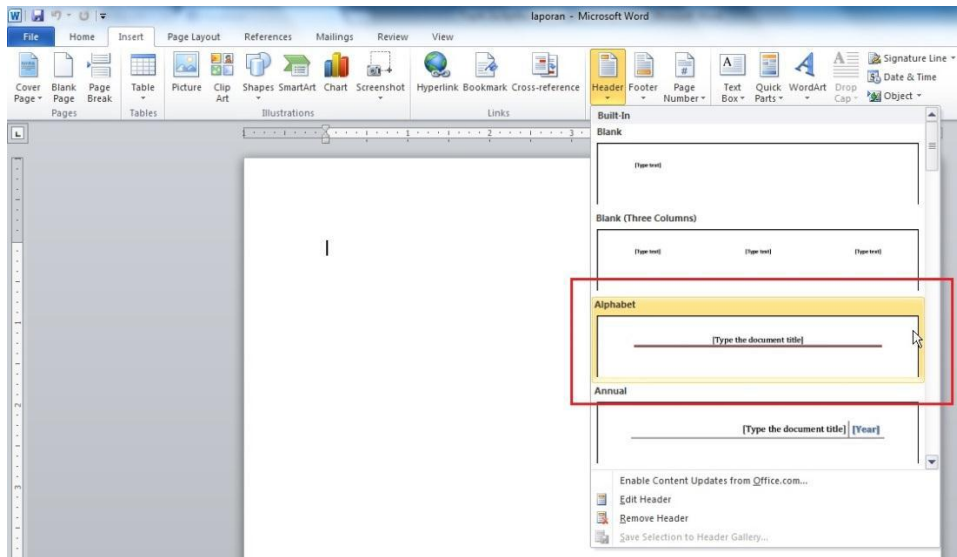 laporan - Microsoft Word
File Home Insert Page Layout References Mailings Review View
Cover Page Blank Page Page Break Table Picture Clip Art Shapes SmartArt Chart Screenshot Hyperlink Bookmark Cross-reference Header Footer Page Number Text Box Quick Parts WordArt Drop Cap Signature Line
Date & Time
Object
Pages Tables Illustrations Links
Built-In
Blank
[Type text]
Blank (Three Columns)
[Type text] [Type text] [Type text]
Alphabet
[Type the document title]
Annual
[Type the document title] [Year]
Enable Content Updates from Office.com...
Edit Header
Remove Header
Save Selection to Header Gallery...